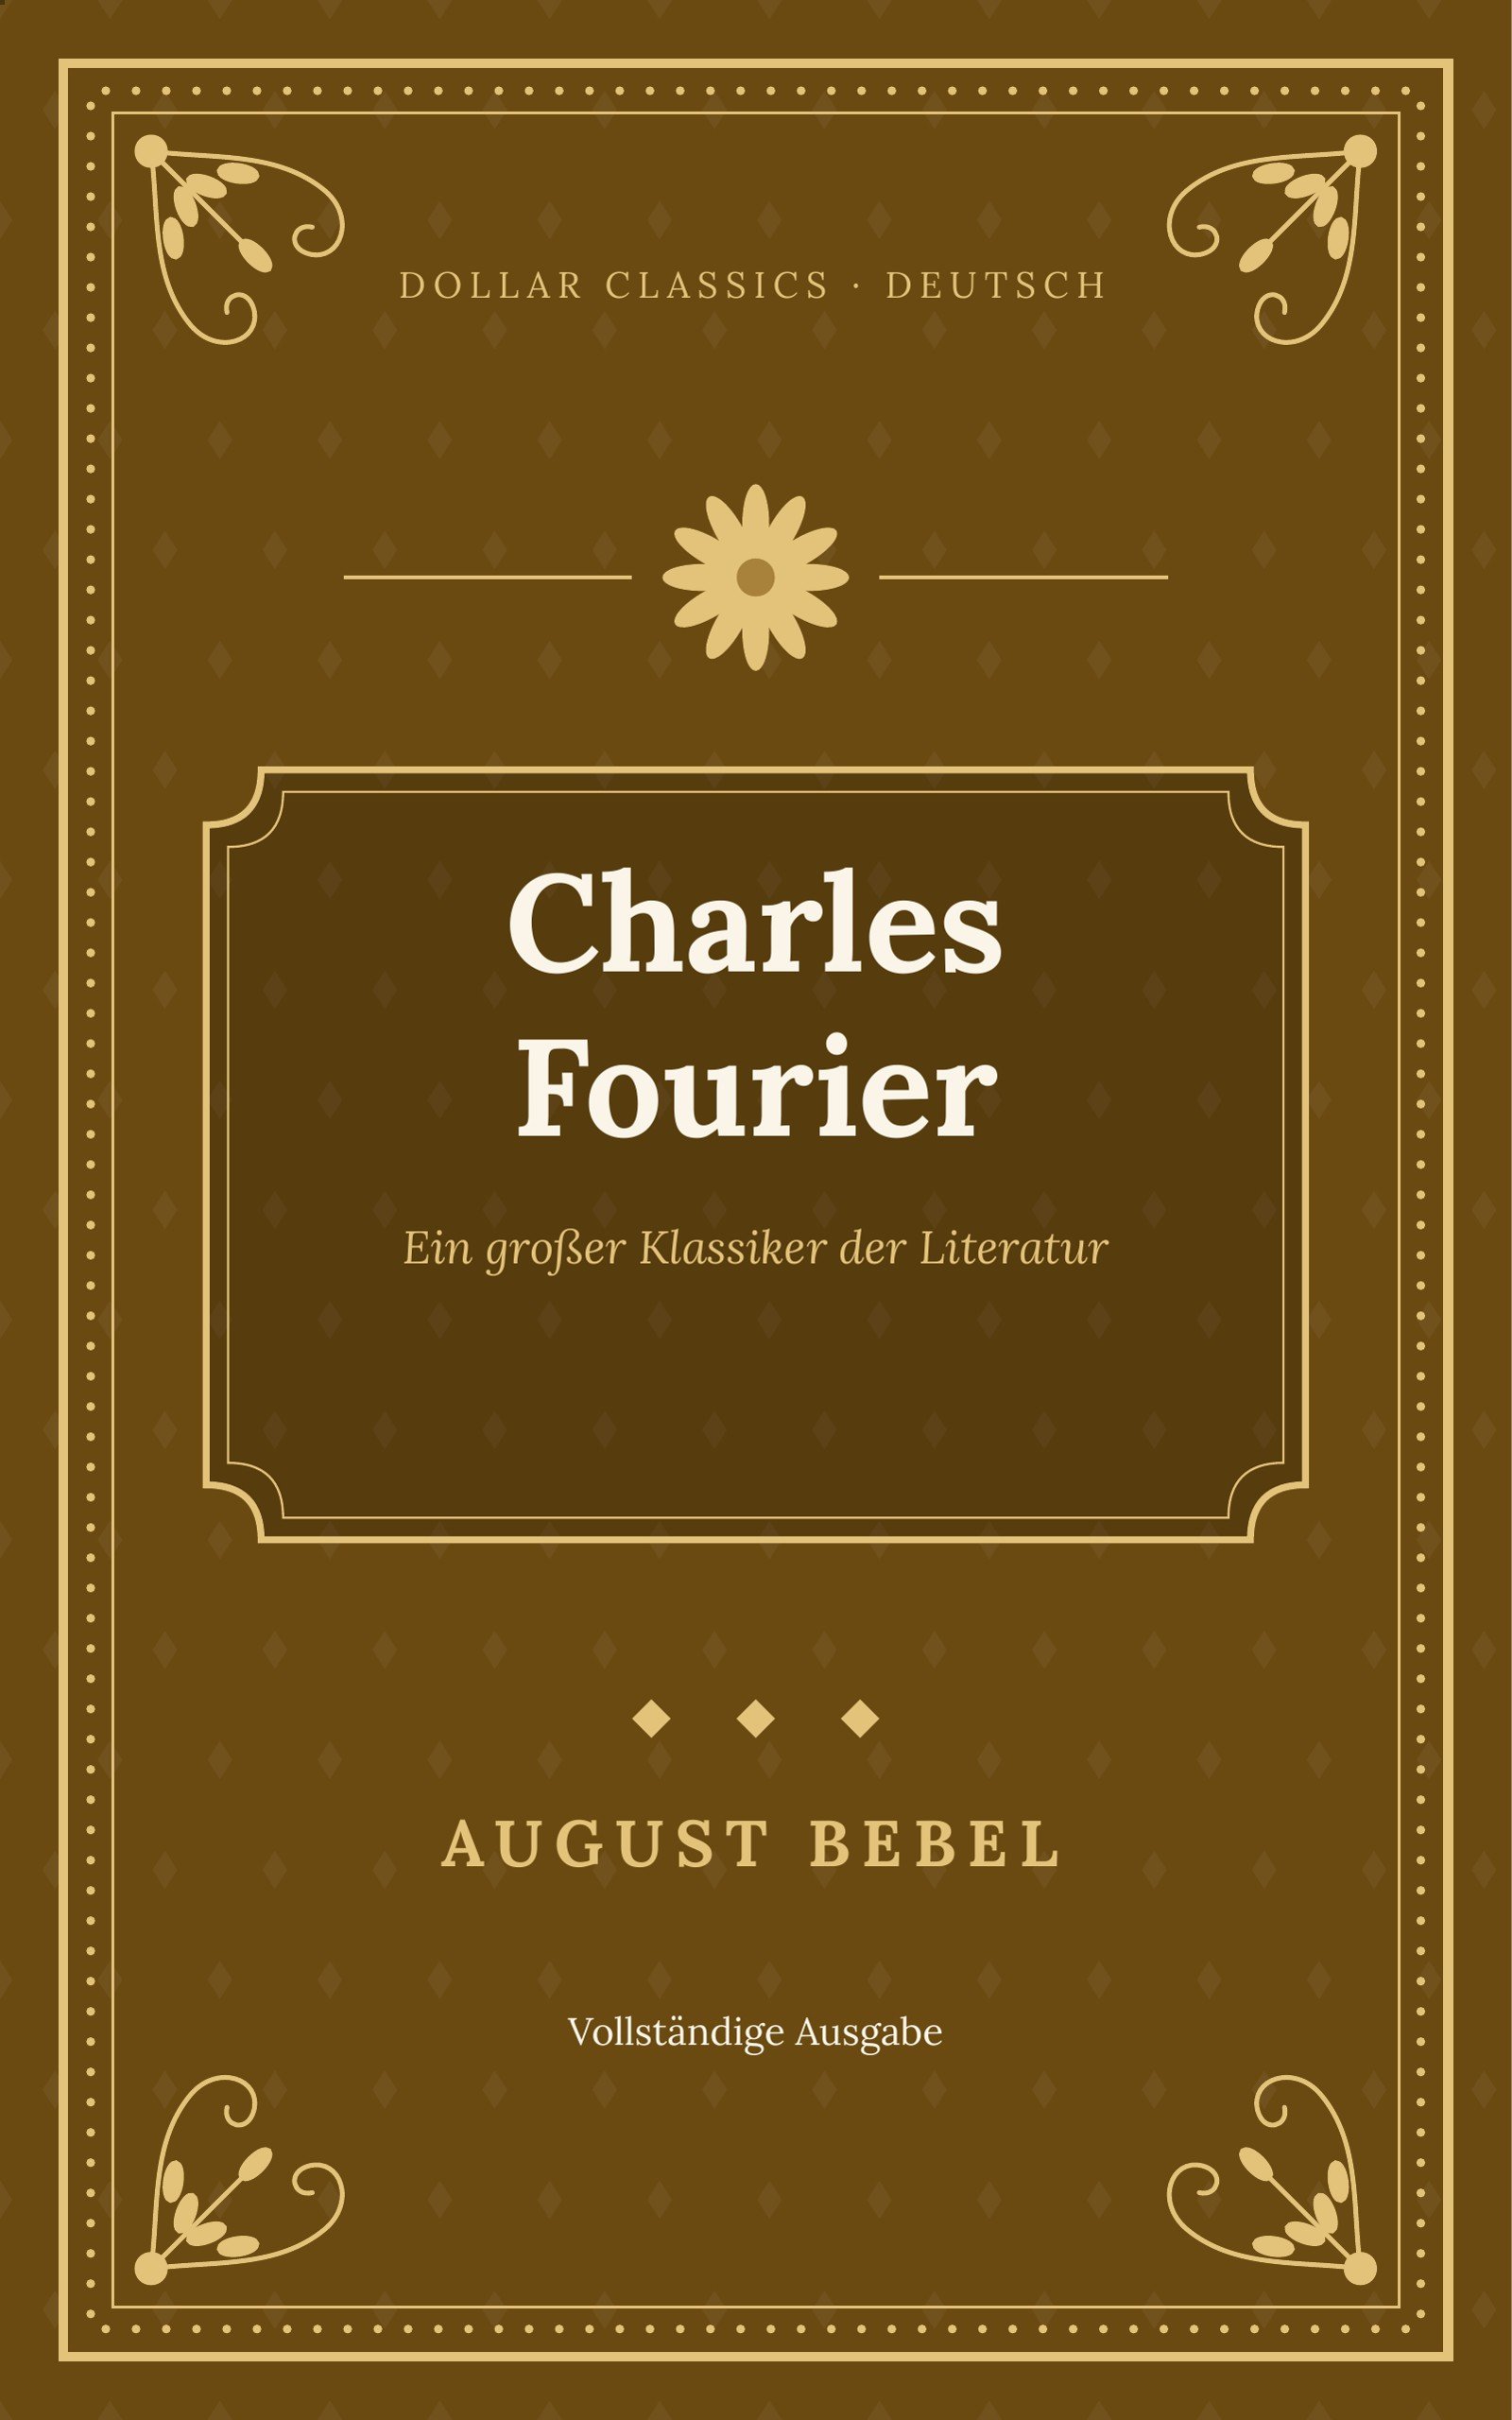 DOLLAR CLASSICS · DEUTSCH
Charles
Fourier
Ein großer Klassiker der Literatur
AUGUST BEBEL
Vollständige Ausgabe